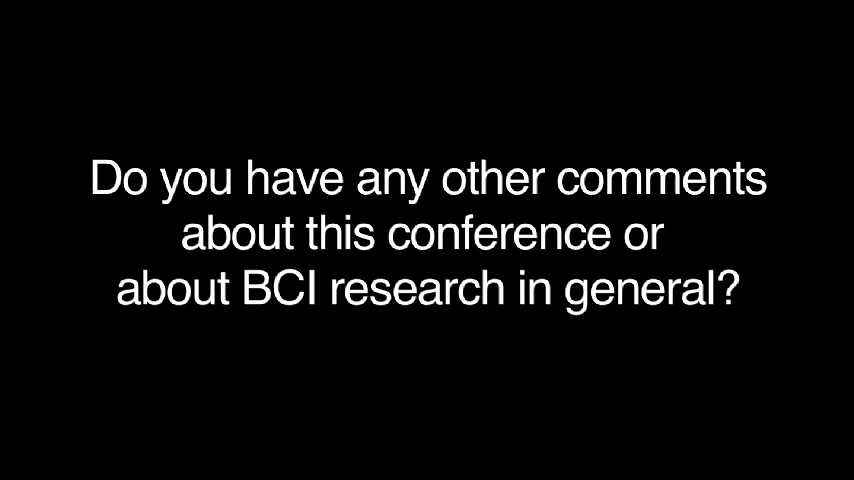 Do you have any other comments
about this conference or
about BCI research in general?